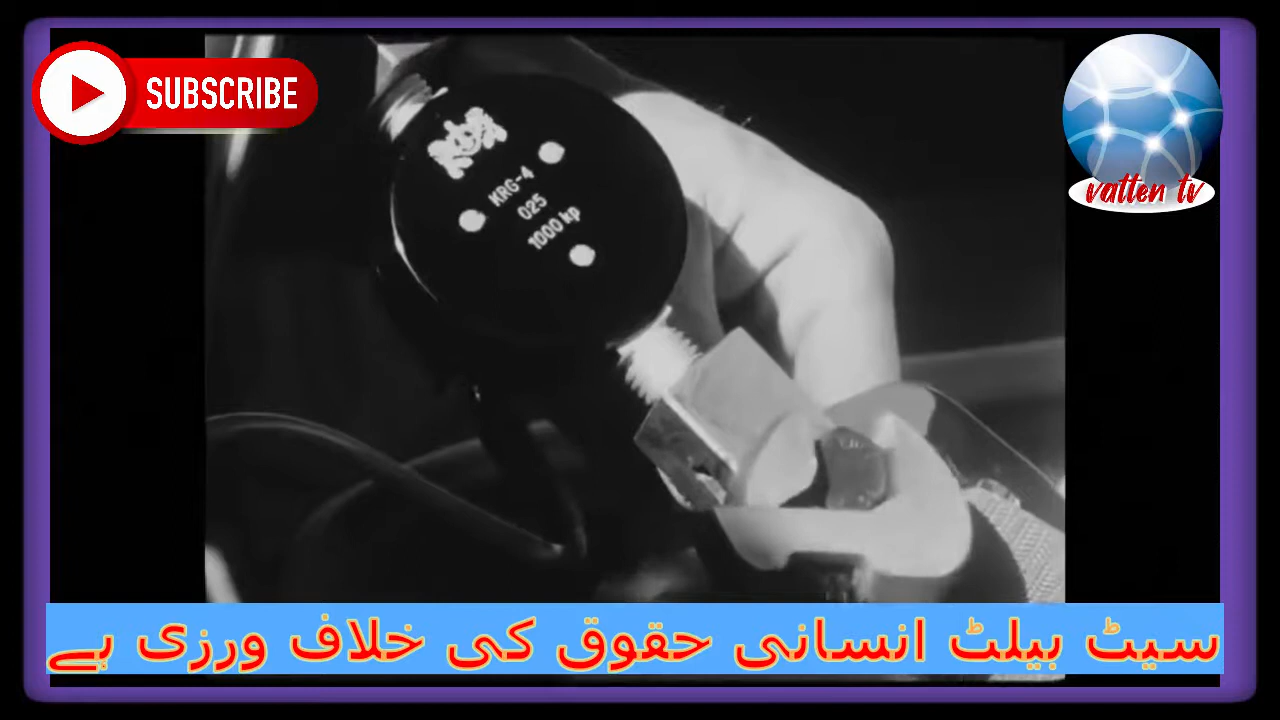 SUBSCRIBE
vatten tv
KRG-4
025
1000 kp
سیٹ بیلٹ انسانی حقوق کی خلاف ورزی ہے